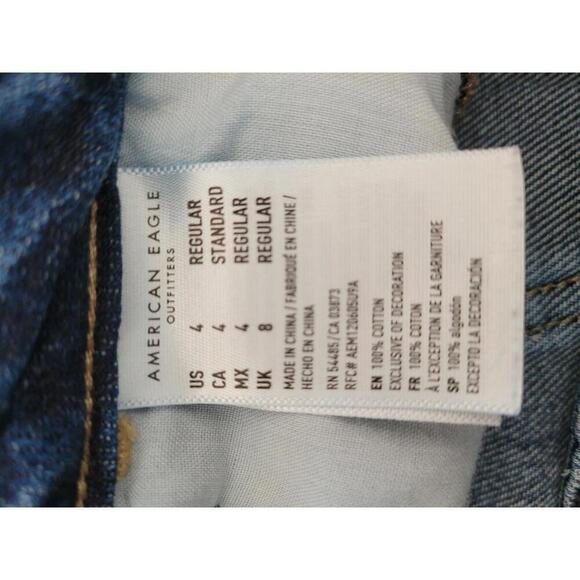 AMERICAN EAGLE
OUTFITTERS
US 4 REGULAR
CA 4 STANDARD
MX 4 REGULAR
UK 8 REGULAR
MADE IN CHINA / FABRIQUÉ EN CHINE /
HECHO EN CHINA
RN 54485/CA 03873
RFC# AEM120605U9A
EN 100% COTTON
EXCLUSIVE OF DECORATION
FR 100% COTON
À L'EXCEPTION DE LA GARNITURE
SP 100% algodón
EXCEPTO LA DECORACIÓN